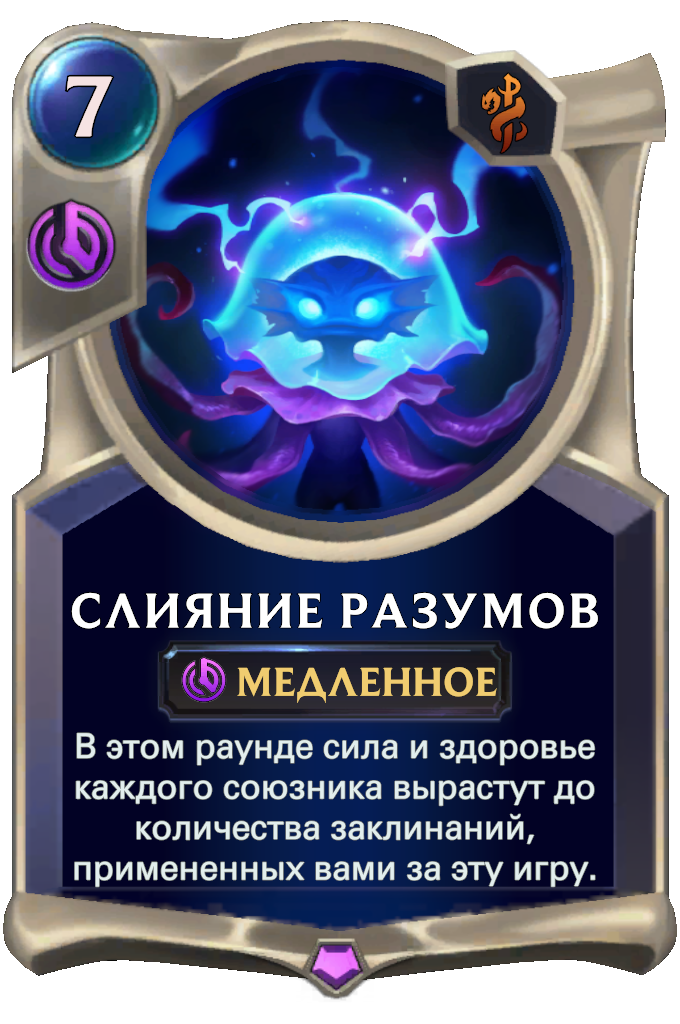 7
СЛИЯНИЕ РАЗУМОВ
МЕДЛЕННОЕ
В этом раунде сила и здоровье
каждого союзника вырастут до
количества заклинаний,
примененных вами за эту игру.